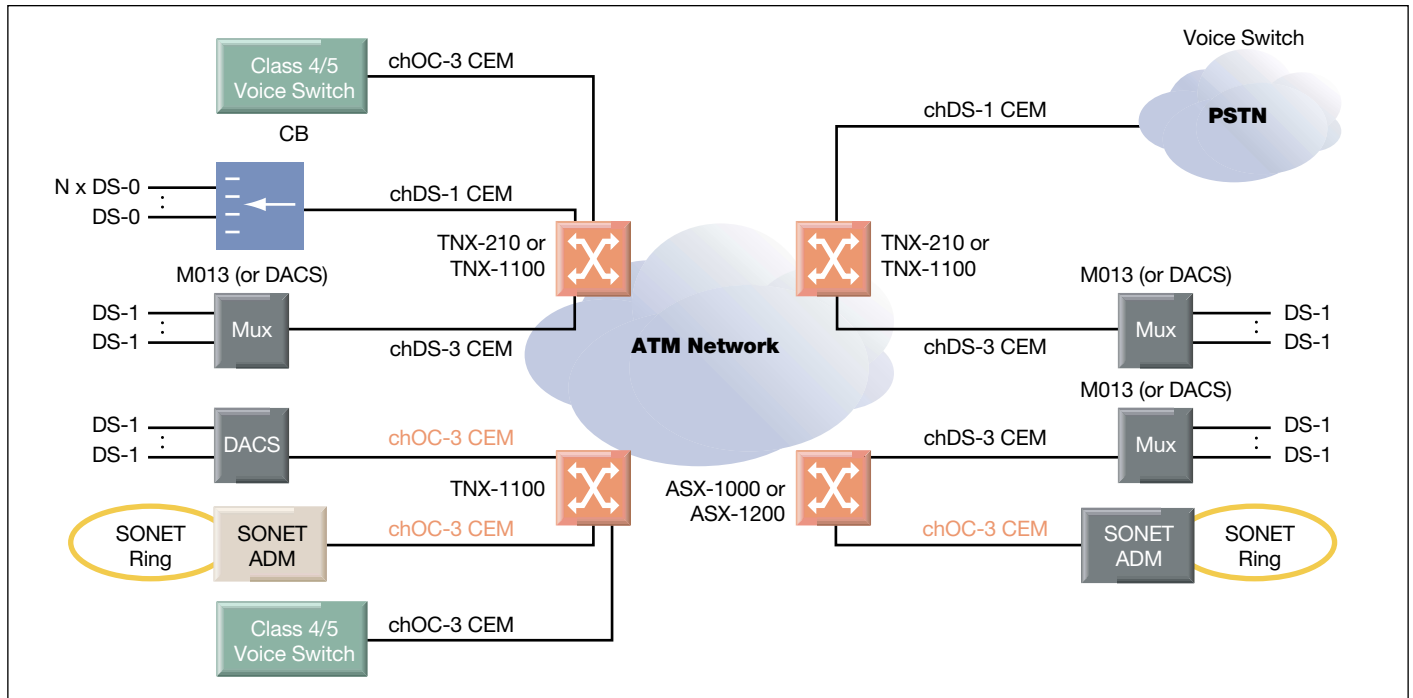 Class 4/5
Voice Switch
chOC-3 CEM
Voice Switch
PSTN
chDS-1 CEM
CB
N x DS-0
:
DS-0
chDS-1 CEM
TNX-210 or
TNX-1100
TNX-210 or
TNX-1100
M013 (or DACS)
DS-1
:
DS-1
Mux
chDS-3 CEM
ATM Network
chDS-3 CEM
M013 (or DACS)
Mux
DS-1
:
DS-1
DS-1
:
DS-1
DACS
chOC-3 CEM
TNX-1100
chDS-3 CEM
M013 (or DACS)
Mux
DS-1
:
DS-1
ASX-1000 or
ASX-1200
SONET
Ring
SONET
ADM
chOC-3 CEM
chOC-3 CEM
SONET
ADM
SONET
Ring
Class 4/5
Voice Switch
chOC-3 CEM